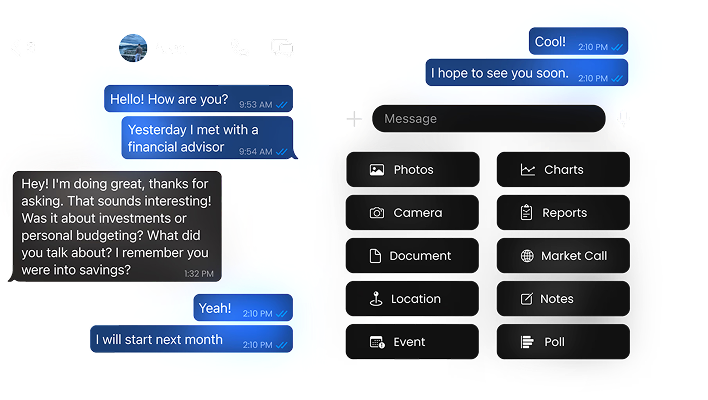 Hello! How are you?
9:53 AM
Yesterday I met with a
financial advisor
9:54 AM
Hey! I'm doing great, thanks for
asking. That sounds interesting!
Was it about investments or
personal budgeting? What did
you talk about? I remember you
were into savings?
1:32 PM
Yeah!
2:10 PM
I will start next month
2:10 PM
Cool!
2:10 PM
I hope to see you soon.
2:10 PM
Message
Photos
Charts
Camera
Reports
Document
Market Call
Location
Notes
Event
Poll